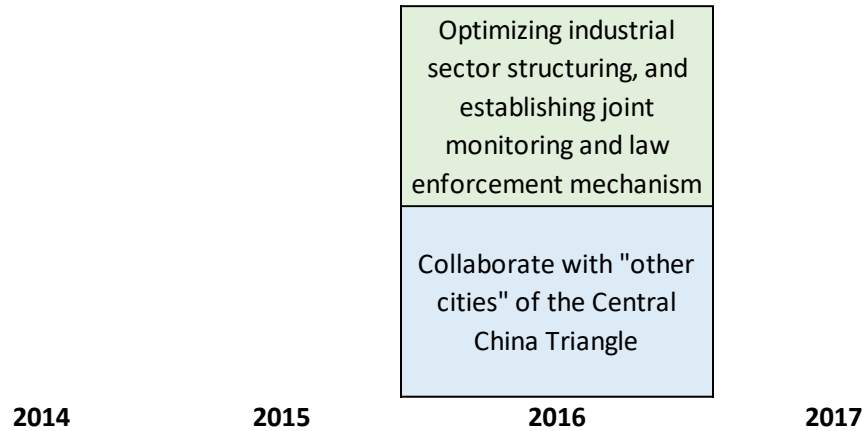 Optimizing industrial
sector structuring, and
establishing joint
monitoring and law
enforcement mechanism
Collaborate with "other
cities" of the Central
China Triangle
2014 2015 2016 2017